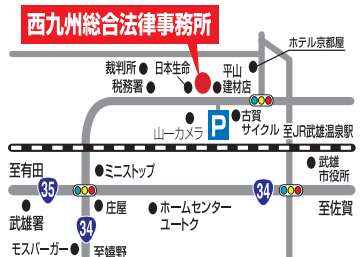 西九州総合法律事務所
ホテル京都屋
裁判所
日本生命
平山
建材店
税務署
山一カメラ
P
古賀
サイクル
至JR武雄温泉駅
至有田
ミニストップ
武雄
市役所
35
34
庄屋
ホームセンター
ユートク
至佐賀
武雄署
34
モスバーガー
至嬉野